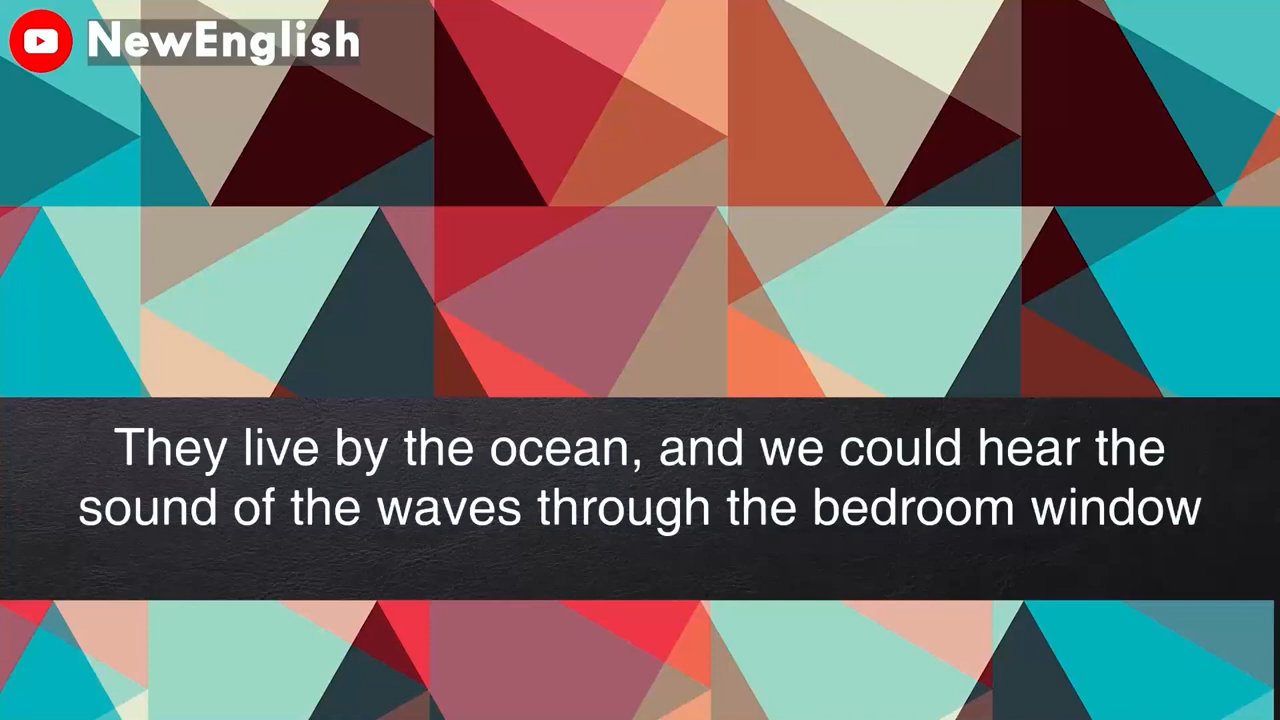 NewEnglish
They live by the ocean, and we could hear the
sound of the waves through the bedroom window